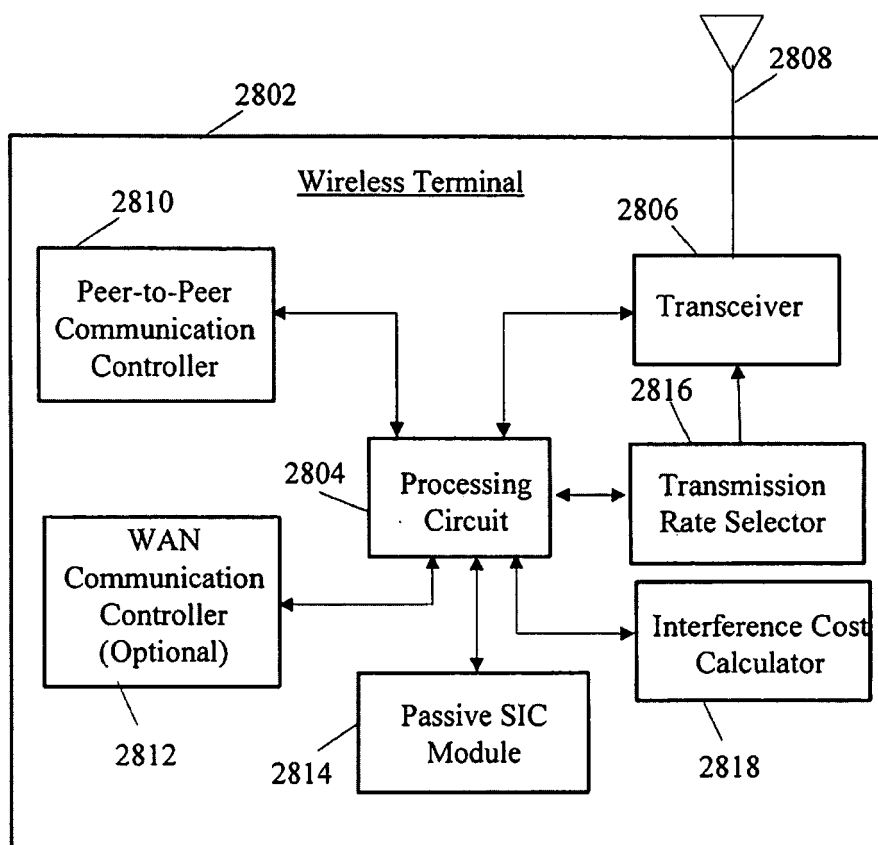 2808
2802
Wireless Terminal
2810
2806
Peer-to-Peer
Communication
Controller
Transceiver
2816
2804
Processing
Circuit
Transmission
Rate Selector
WAN
Communication
Controller
(Optional)
Interference Cost
Calculator
2812
2814
Passive SIC
Module
2818